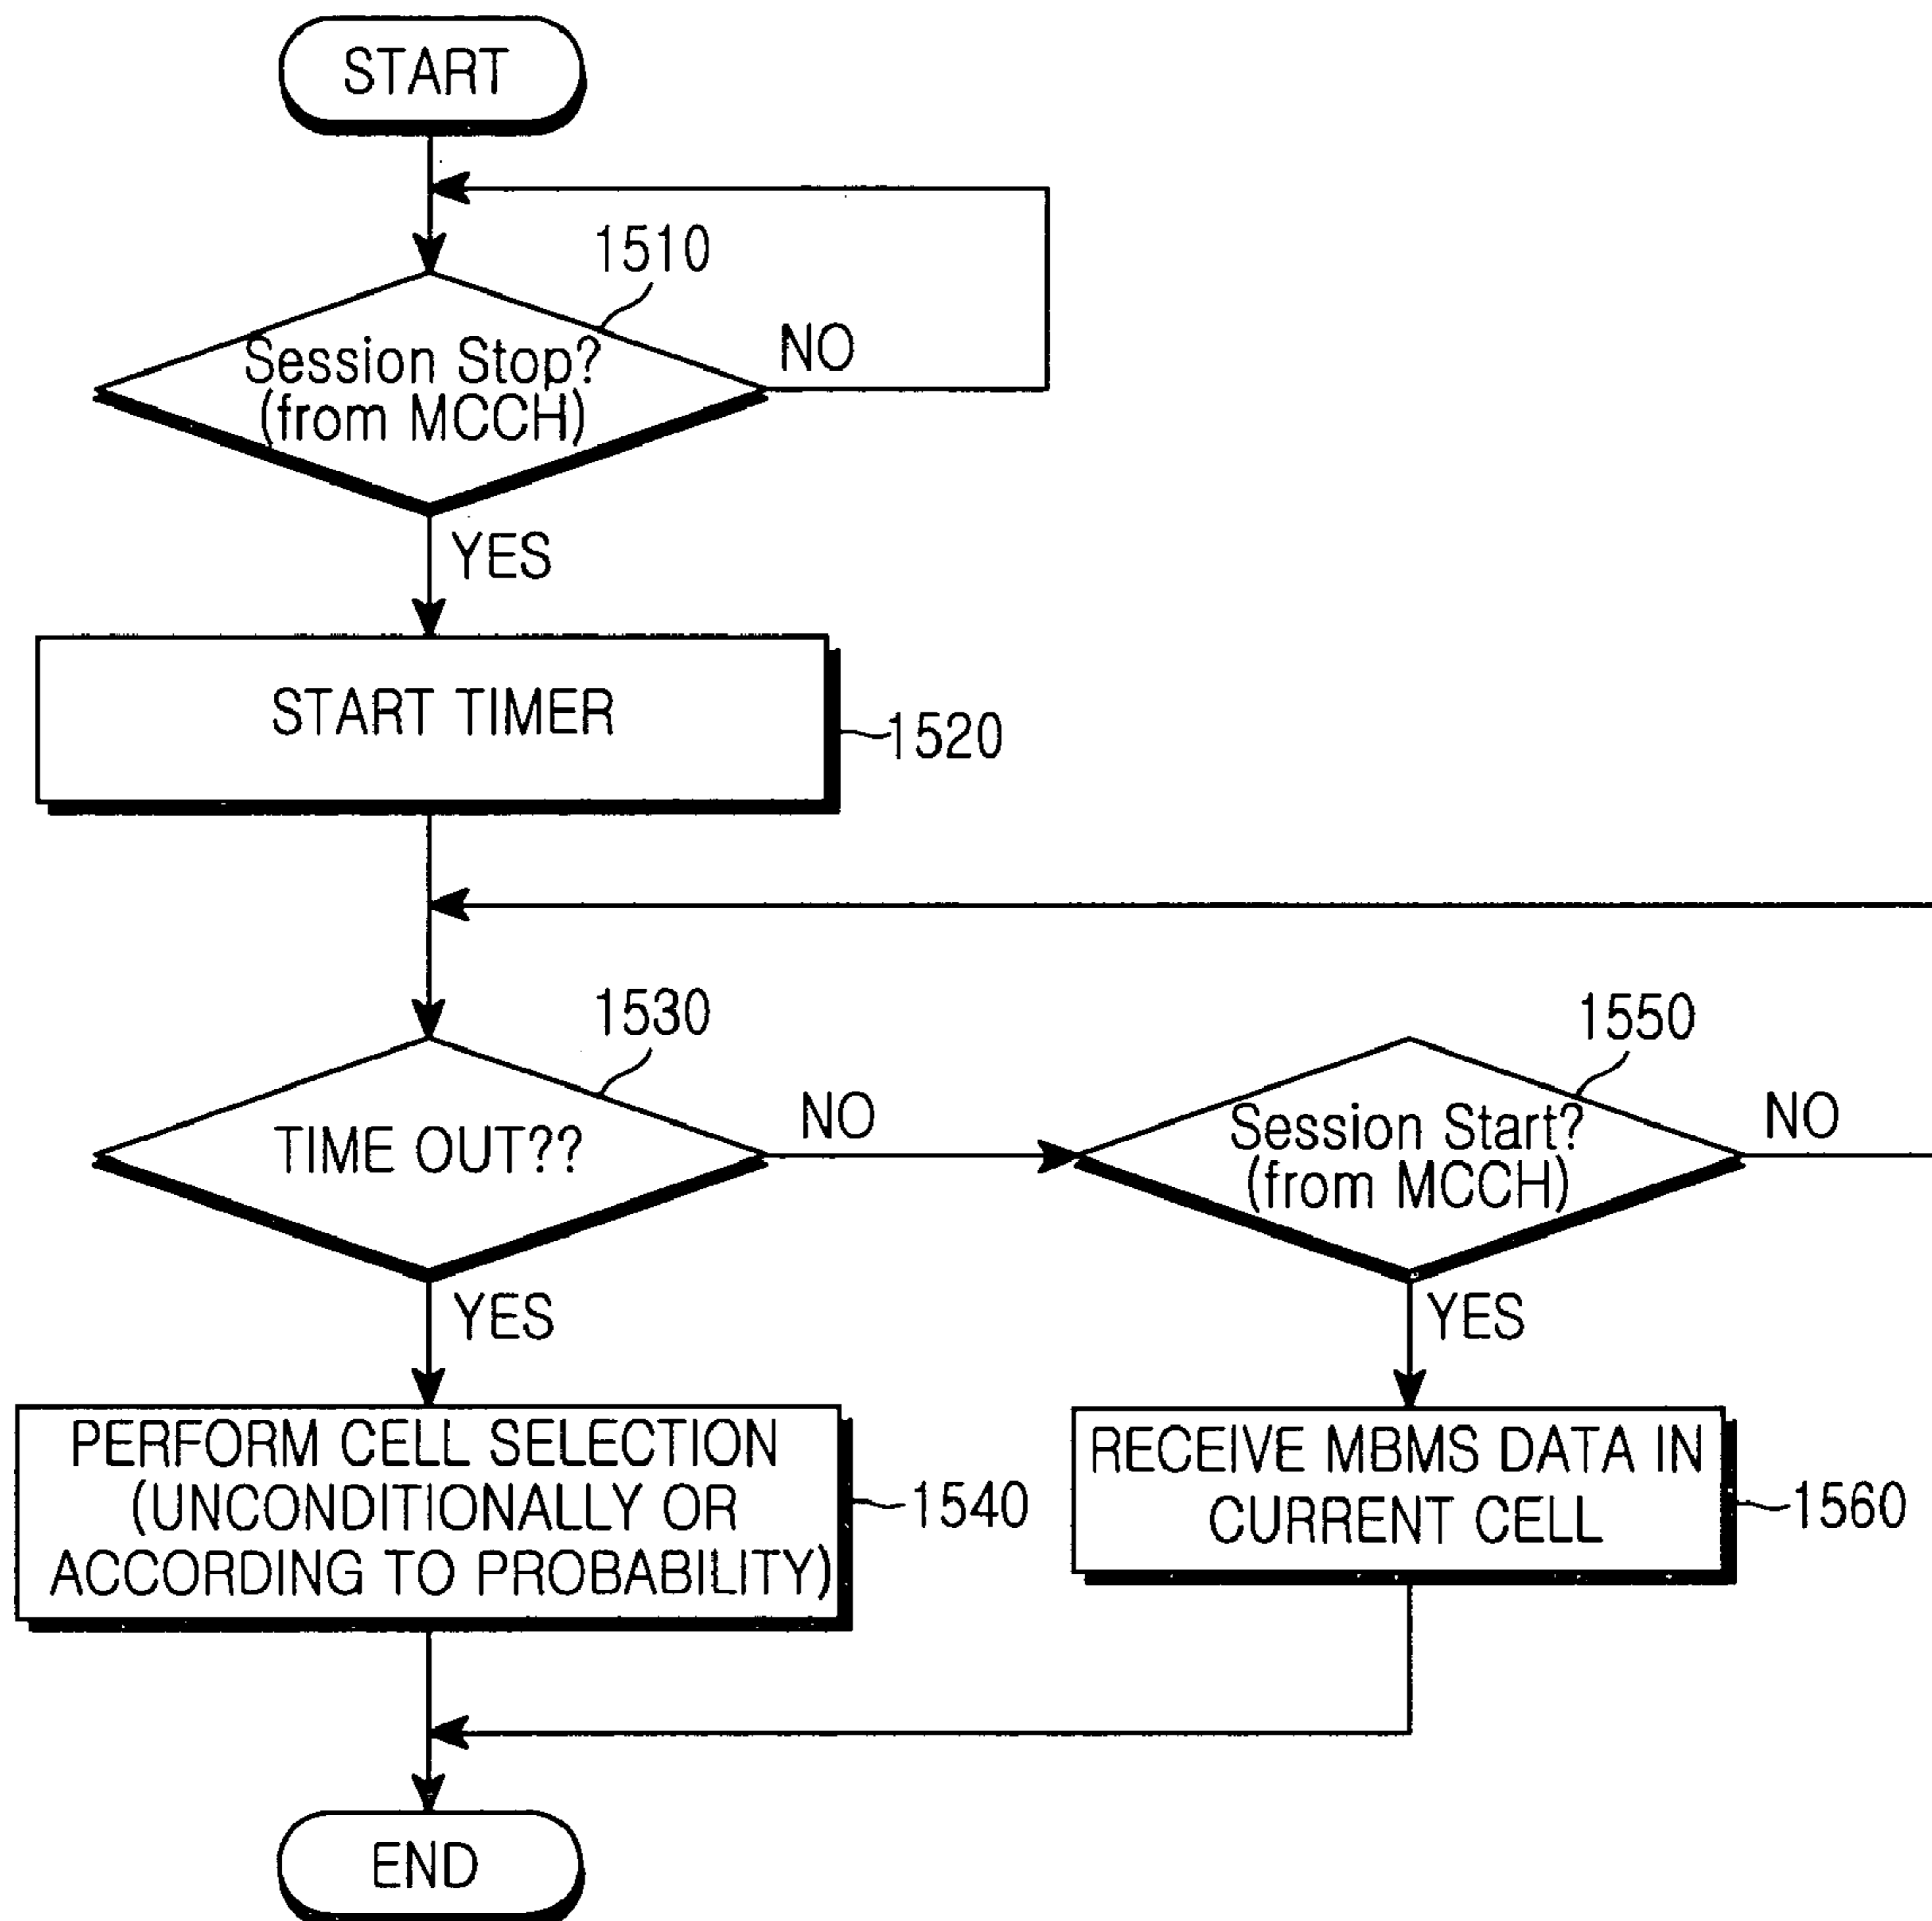 START
1510
Session Stop?
(from MCCH)
NO
YES
START TIMER
1520
1530
TIME OUT??
NO
1550
Session Start?
(from MCCH)
NO
YES
YES
PERFORM CELL SELECTION
(UNCONDITIONALLY OR
ACCORDING TO PROBABILITY)
1540
RECEIVE MBMS DATA IN
CURRENT CELL
1560
END